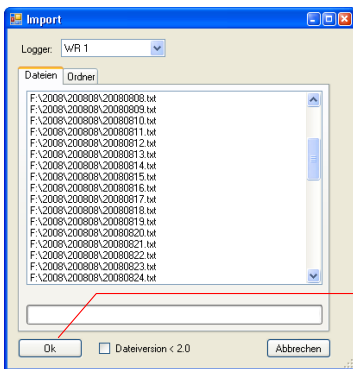 Import
Logger: WR 1
Dateien Ordner
F:\2008\200808\20080808.txt
F:\2008\200808\20080809.txt
F:\2008\200808\20080810.txt
F:\2008\200808\20080811.txt
F:\2008\200808\20080812.txt
F:\2008\200808\20080813.txt
F:\2008\200808\20080814.txt
F:\2008\200808\20080815.txt
F:\2008\200808\20080816.txt
F:\2008\200808\20080817.txt
F:\2008\200808\20080818.txt
F:\2008\200808\20080819.txt
F:\2008\200808\20080820.txt
F:\2008\200808\20080821.txt
F:\2008\200808\20080822.txt
F:\2008\200808\20080823.txt
F:\2008\200808\20080824.txt
Ok Dateiversion < 2.0 Abbrechen